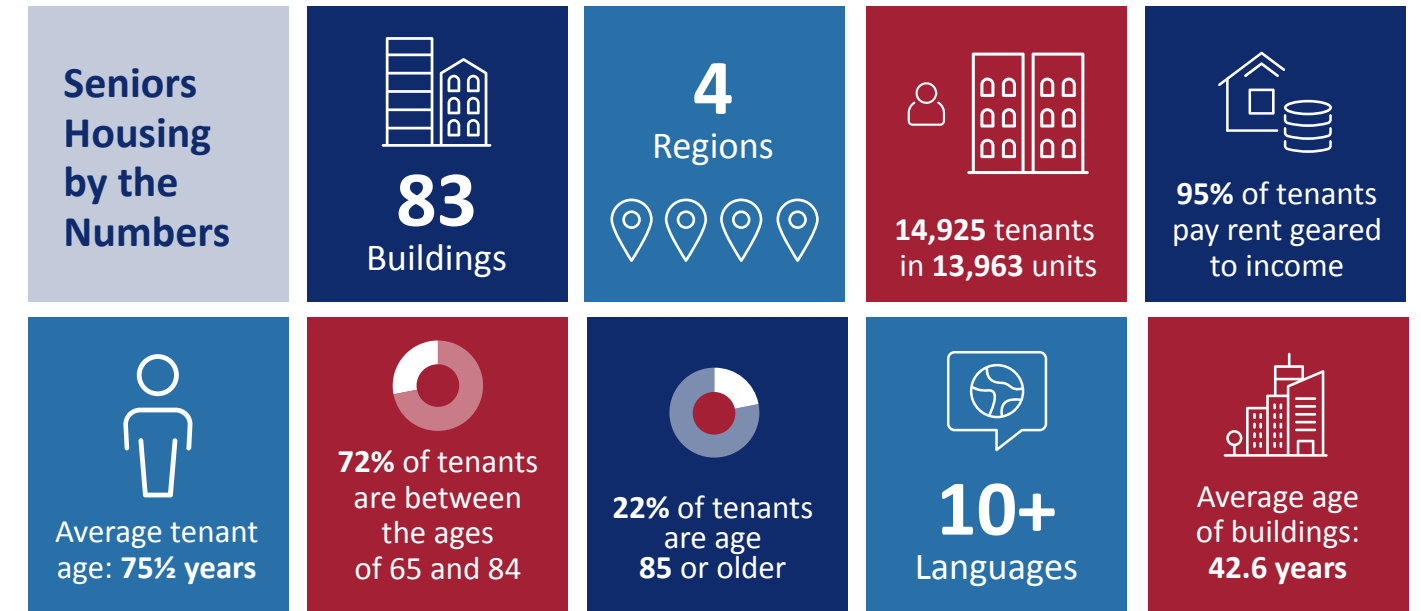 Seniors
Housing
by the
Numbers
83
Buildings
4
Regions
14,925 tenants
in 13,963 units
95% of tenants
pay rent geared
to income
Average tenant
age: 75½ years
72% of tenants
are between
the ages
of 65 and 84
22% of tenants
are age
85 or older
10+
Languages
Average age
of buildings:
42.6 years